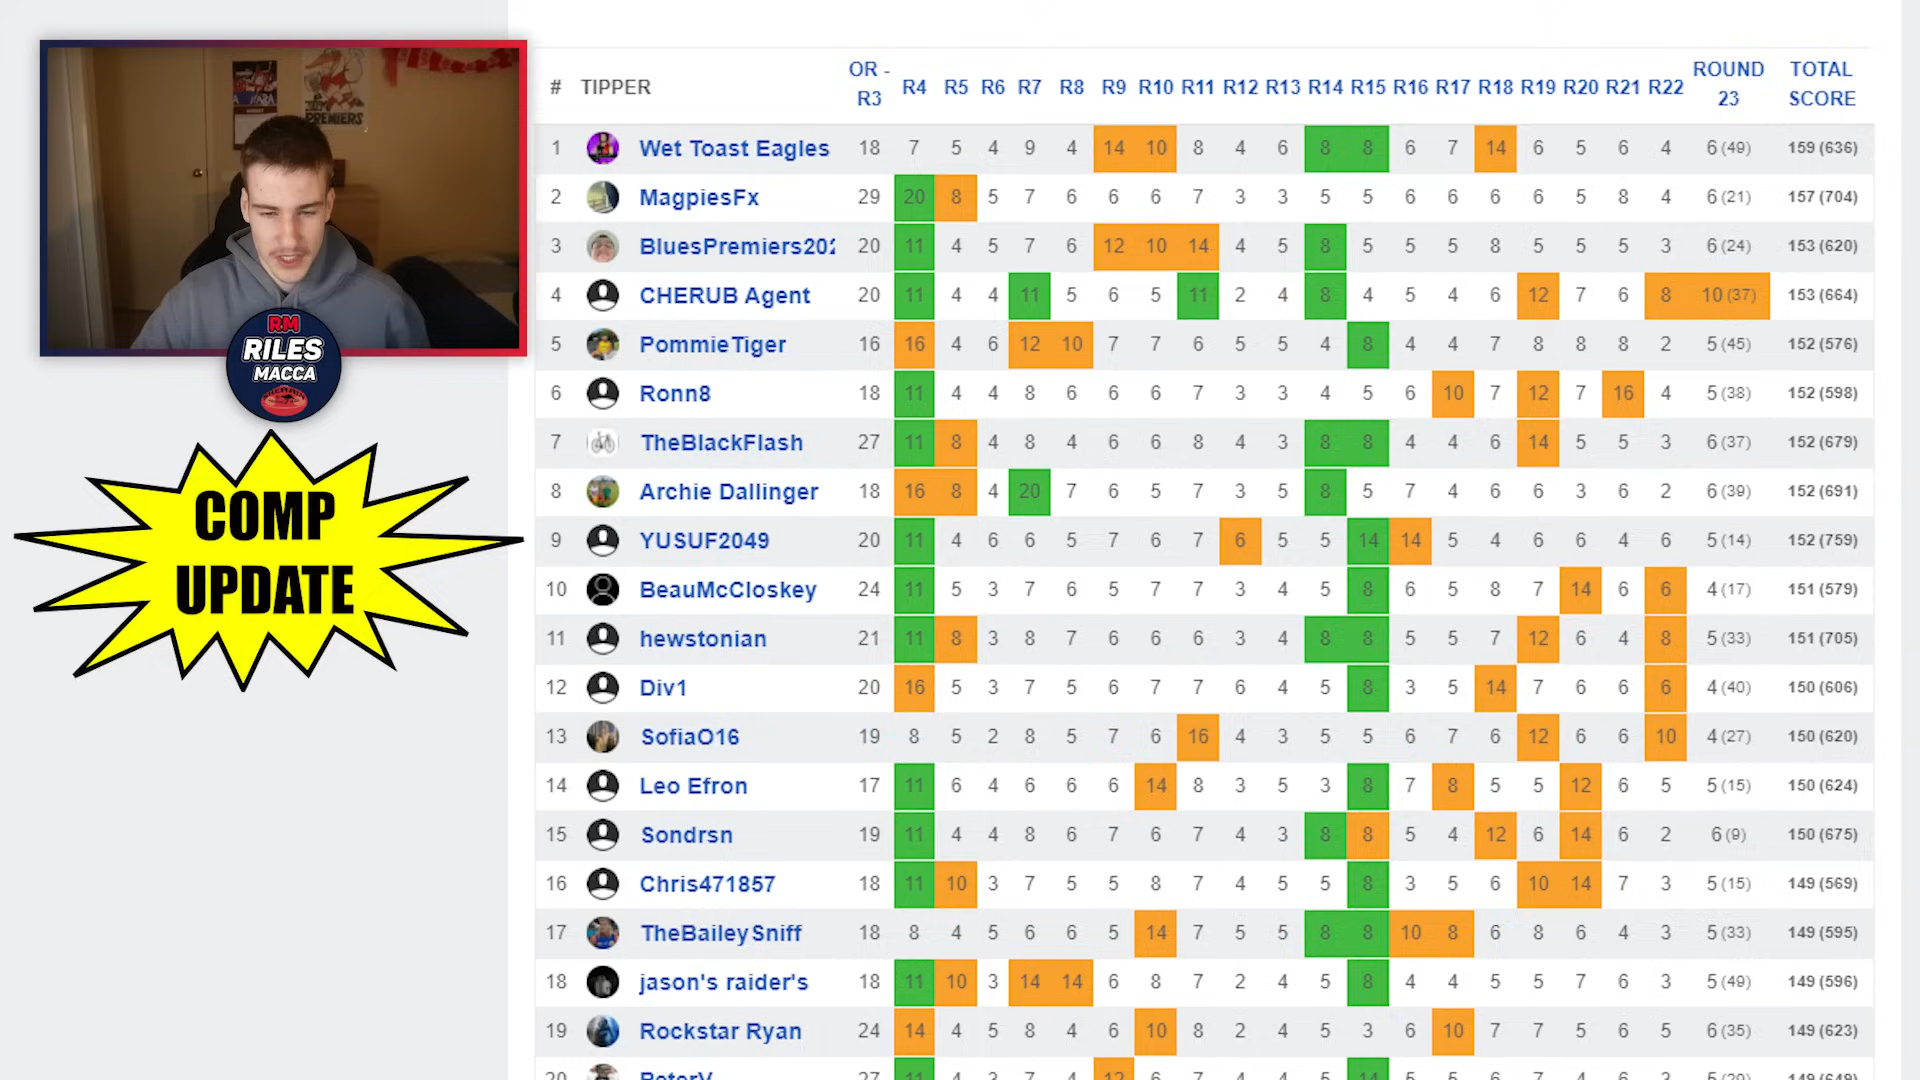 RM
RILES
MACCA
COMP
UPDATE
PREMIERS
# TIPPER OR - R3 R4 R5 R6 R7 R8 R9 R10 R11 R12 R13 R14 R15 R16 R17 R18 R19 R20 R21 R22 ROUND 23 TOTAL SCORE
1 Wet Toast Eagles 18 7 5 4 9 4 14 10 8 4 6 8 8 6 7 14 6 5 6 4 6 (49) 159 (636)
2 MagpiesFx 29 20 8 5 7 6 6 6 7 3 3 5 5 6 6 6 6 5 8 4 6 (21) 157 (704)
3 BluesPremiers202 20 11 4 5 7 6 12 10 14 4 5 8 5 5 5 8 5 5 5 3 6 (24) 153 (620)
4 CHERUB Agent 20 11 4 4 11 5 6 5 11 2 4 8 4 5 4 6 12 7 6 8 10 (37) 153 (664)
5 PommieTiger 16 16 4 6 12 10 7 7 6 5 5 4 8 4 4 7 8 8 8 2 5 (45) 152 (576)
6 Ronn8 18 11 4 4 8 6 6 6 7 3 3 4 5 6 10 7 12 7 16 4 5 (38) 152 (598)
7 TheBlackFlash 27 11 8 4 8 4 6 6 8 4 3 8 8 4 4 6 14 5 5 3 6 (37) 152 (679)
8 Archie Dallinger 18 16 8 4 20 7 6 5 7 3 5 8 5 7 4 6 6 3 6 2 6 (39) 152 (691)
9 YUSUF2049 20 11 4 6 6 5 7 6 7 6 5 5 14 14 5 4 6 6 4 6 5 (14) 152 (759)
10 BeauMcCloskey 24 11 5 3 7 6 5 7 7 3 4 5 8 6 5 8 7 14 6 6 4 (17) 151 (579)
11 hewstonian 21 11 8 3 8 7 6 6 6 3 4 8 8 5 5 7 12 6 4 8 5 (33) 151 (705)
12 Div1 20 16 5 3 7 5 6 7 7 6 4 5 8 3 5 14 7 6 6 6 4 (40) 150 (606)
13 SofiaO16 19 8 5 2 8 5 7 6 16 4 3 5 5 6 7 6 12 6 6 10 4 (27) 150 (620)
14 Leo Efron 17 11 6 4 6 6 6 14 8 3 5 3 8 7 8 5 5 12 6 5 5 (15) 150 (624)
15 Sondrsn 19 11 4 4 8 6 7 6 7 4 3 8 8 5 4 12 6 14 6 2 6 (9) 150 (675)
16 Chris471857 18 11 10 3 7 5 5 8 7 4 5 5 8 3 5 6 10 14 7 3 5 (15) 149 (569)
17 TheBaileySniff 18 8 4 5 6 6 5 14 7 5 5 8 8 10 8 6 8 6 4 3 5 (33) 149 (595)
18 jason's raider's 18 11 10 3 14 14 6 8 7 2 4 5 8 4 4 5 5 7 6 3 5 (49) 149 (596)
19 Rockstar Ryan 24 14 4 5 8 4 6 10 8 2 4 5 3 6 10 7 7 5 6 5 6 (35) 149 (623)